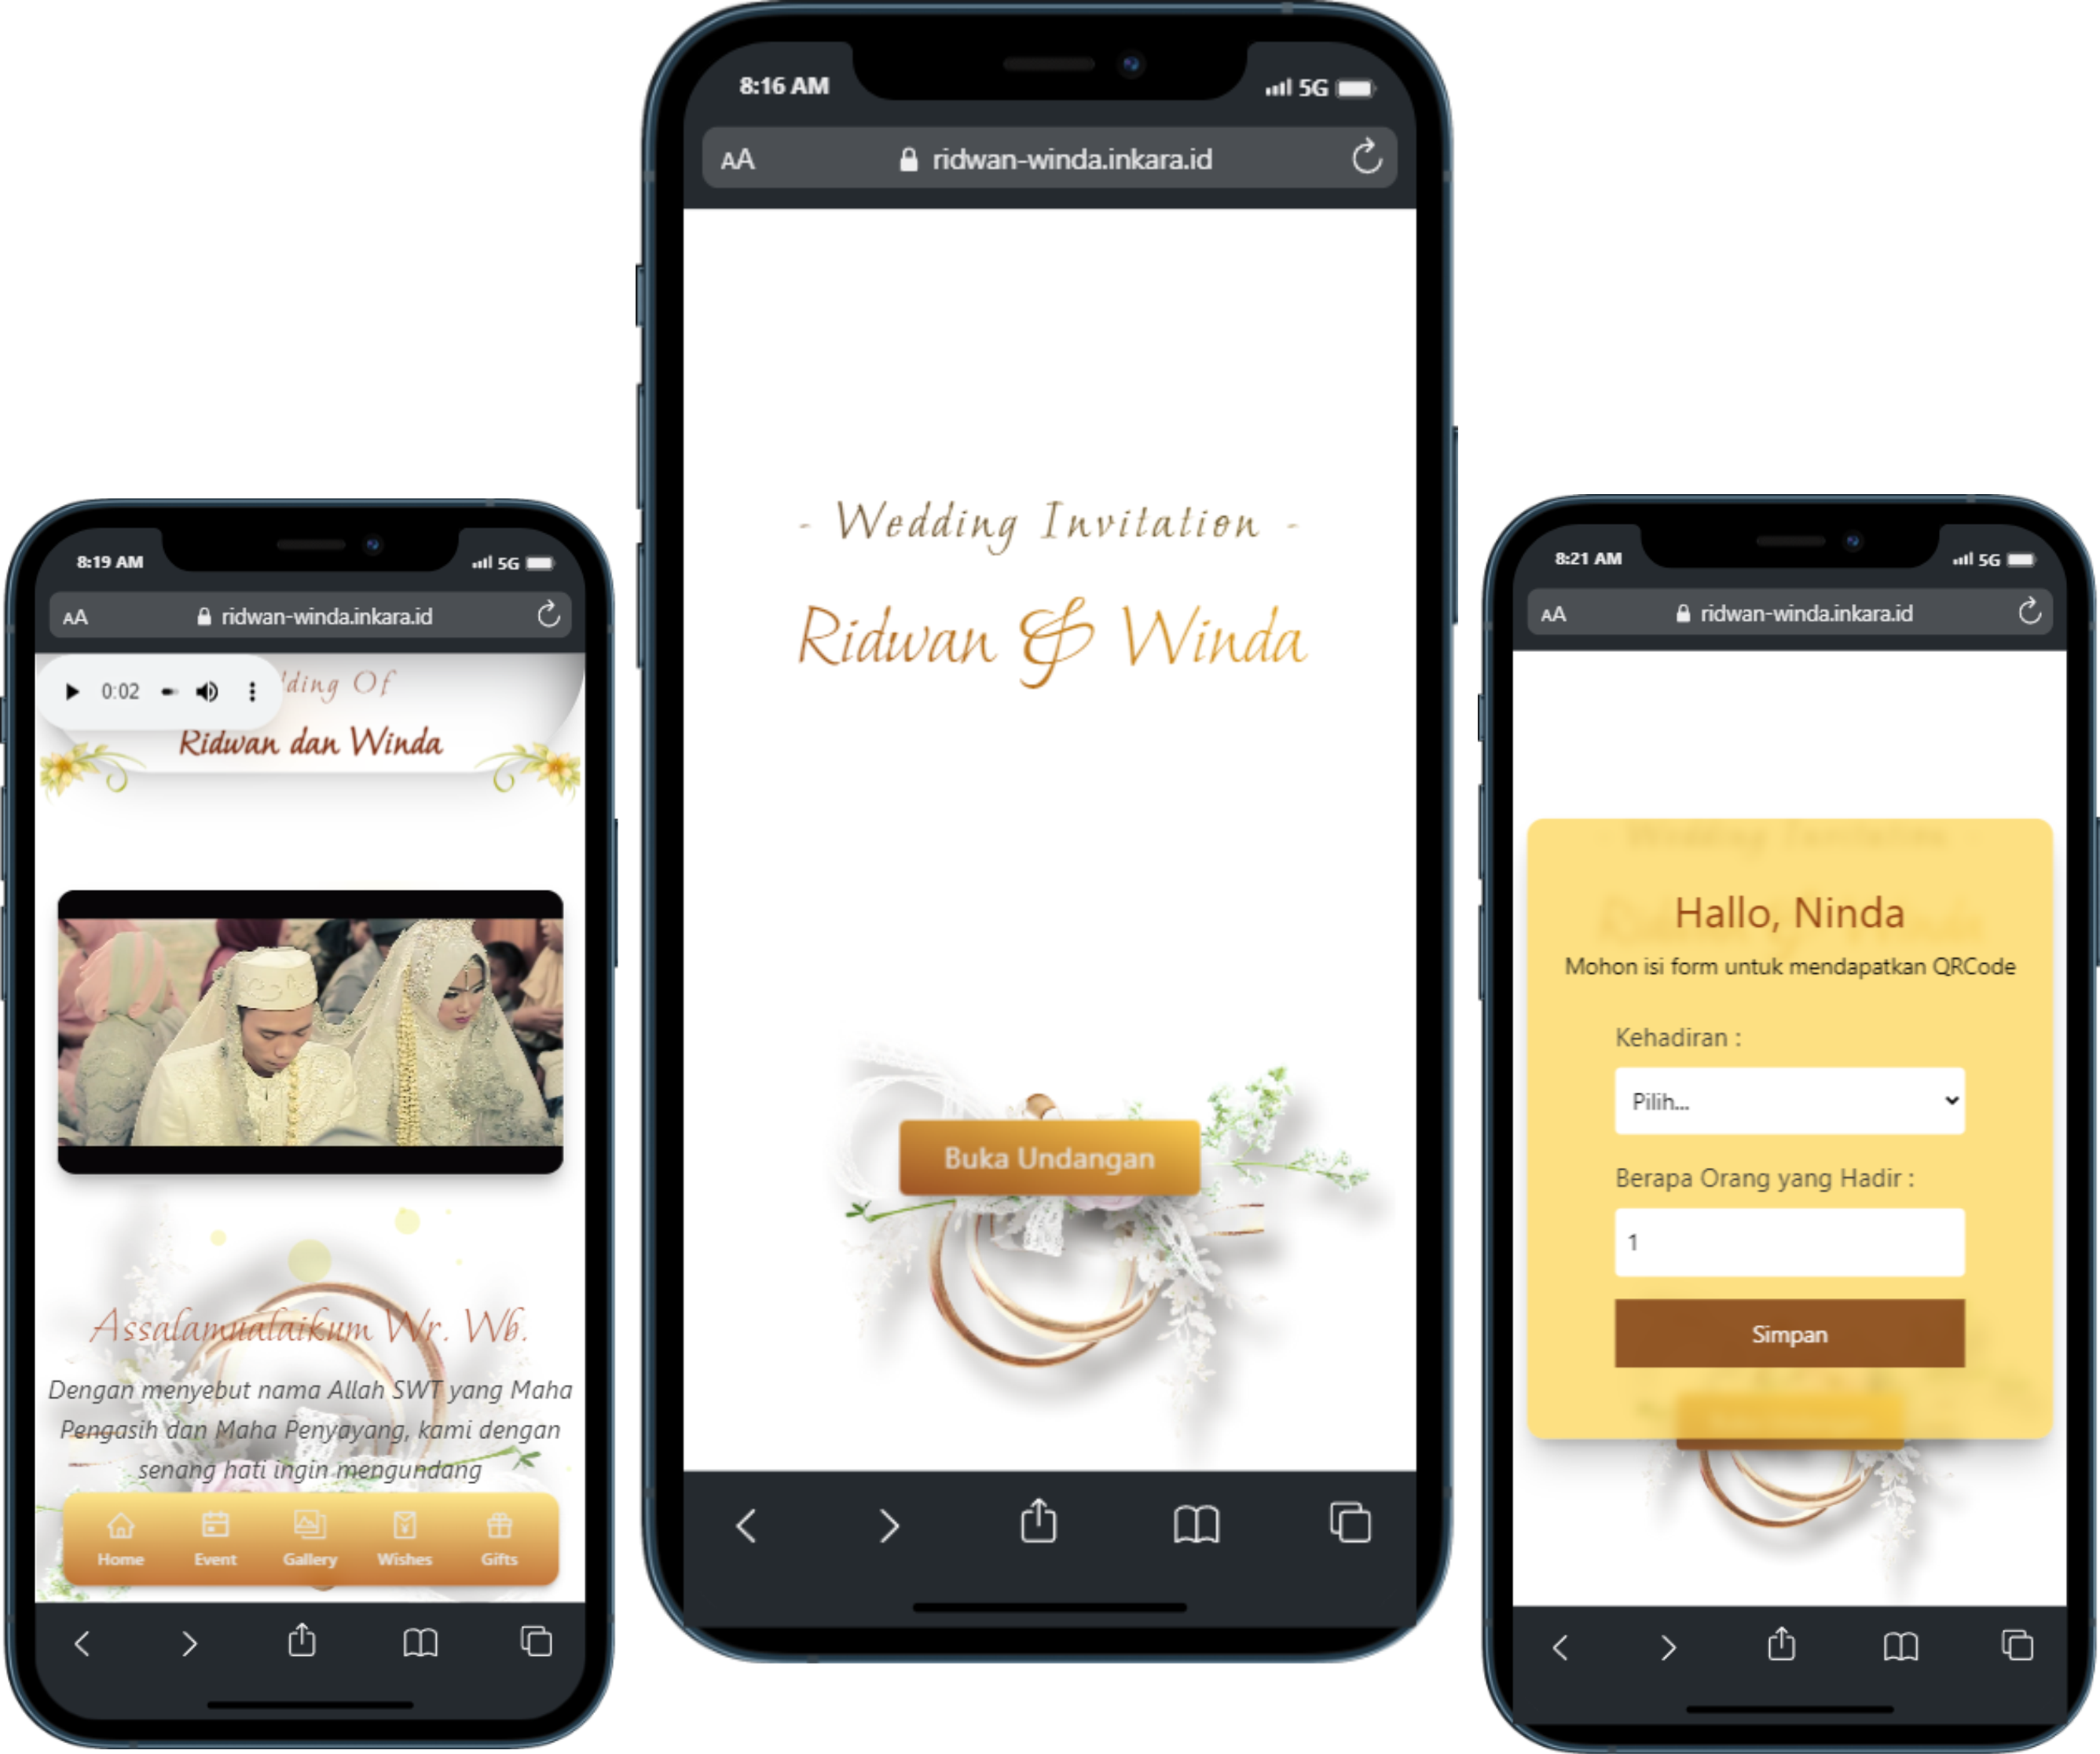 8:19 AM
5G
AA ridwan-winda.inkara.id
0:02
dding Of
Ridwan dan Winda
Assalamualaikum Wr. Wb.
Dengan menyebut nama Allah SWT yang Maha
Pengasih dan Maha Penyayang, kami dengan
senang hati ingin mengundang
Home Event Gallery Wishes Gifts
8:16 AM
5G
AA ridwan-winda.inkara.id
- Wedding Invitation -
Ridwan & Winda
Buka Undangan
8:21 AM
5G
AA ridwan-winda.inkara.id
Hallo, Ninda
Mohon isi form untuk mendapatkan QRCode
Kehadiran :
Pilih...
Berapa Orang yang Hadir :
1
Simpan